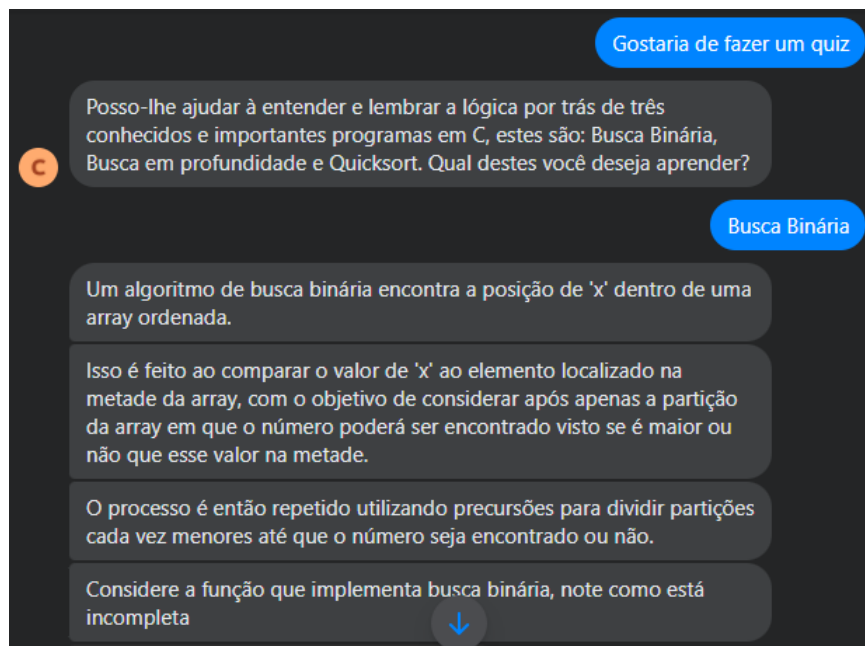 Gostaria de fazer um quiz
Posso-lhe ajudar à entender e lembrar a lógica por trás de três
conhecidos e importantes programas em C, estes são: Busca Binária,
Busca em profundidade e Quicksort. Qual destes você deseja aprender?
C
Busca Binária
Um algoritmo de busca binária encontra a posição de 'x' dentro de uma
array ordenada.
Isso é feito ao comparar o valor de 'x' ao elemento localizado na
metade da array, com o objetivo de considerar após apenas a partição
da array em que o número poderá ser encontrado visto se é maior ou
não que esse valor na metade.
O processo é então repetido utilizando precursões para dividir partições
cada vez menores até que o número seja encontrado ou não.
Considere a função que implementa busca binária, note como está
incompleta